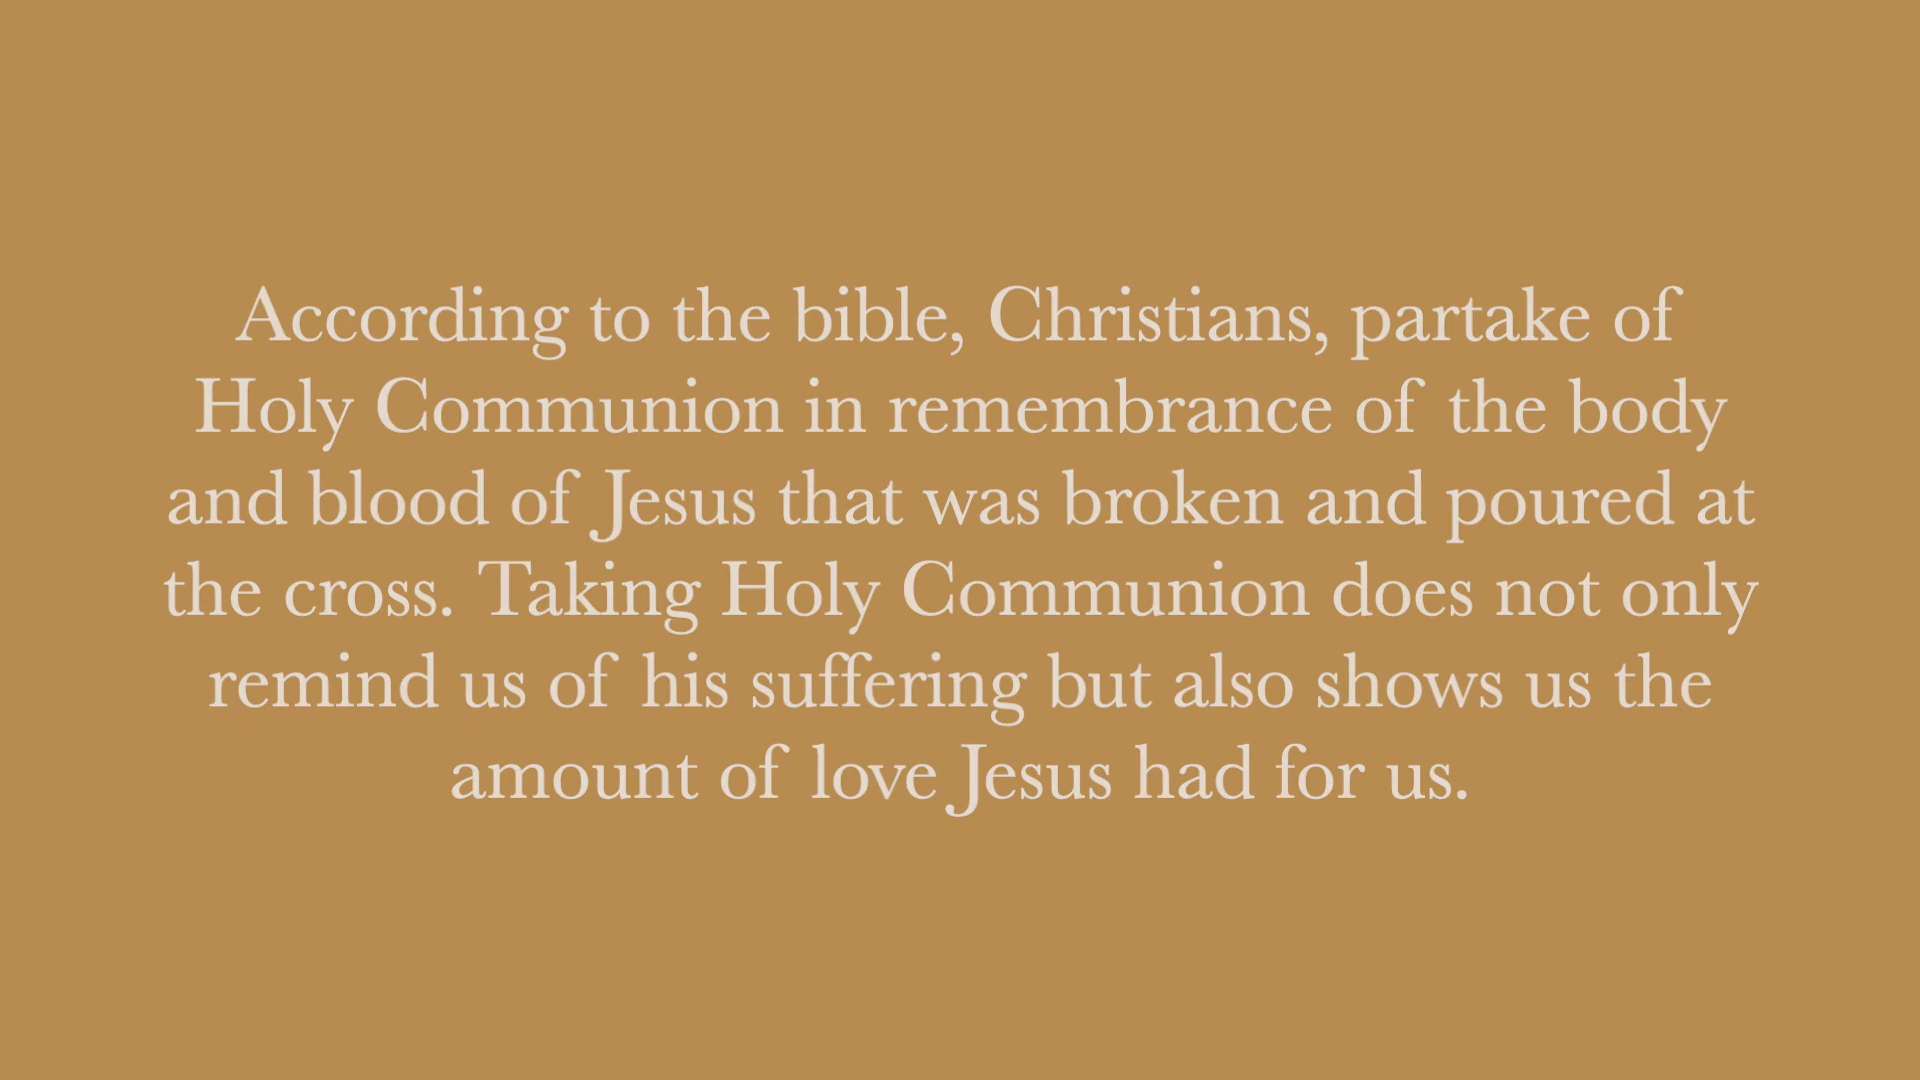 According to the bible, Christians, partake of
Holy Communion in remembrance of the body
and blood of Jesus that was broken and poured at
the cross. Taking Holy Communion does not only
remind us of his suffering but also shows us the
amount of love Jesus had for us.